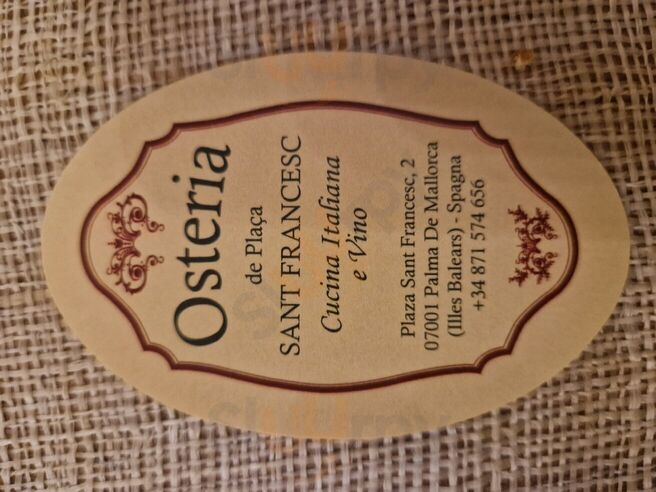 Osteria
de Plaça
SANT FRANCESC
Cucina Italiana
e Vino
Plaza Sant Francesc, 2
07001 Palma De Mallorca
(Illes Balears) - Spagna
+34 871 574 656